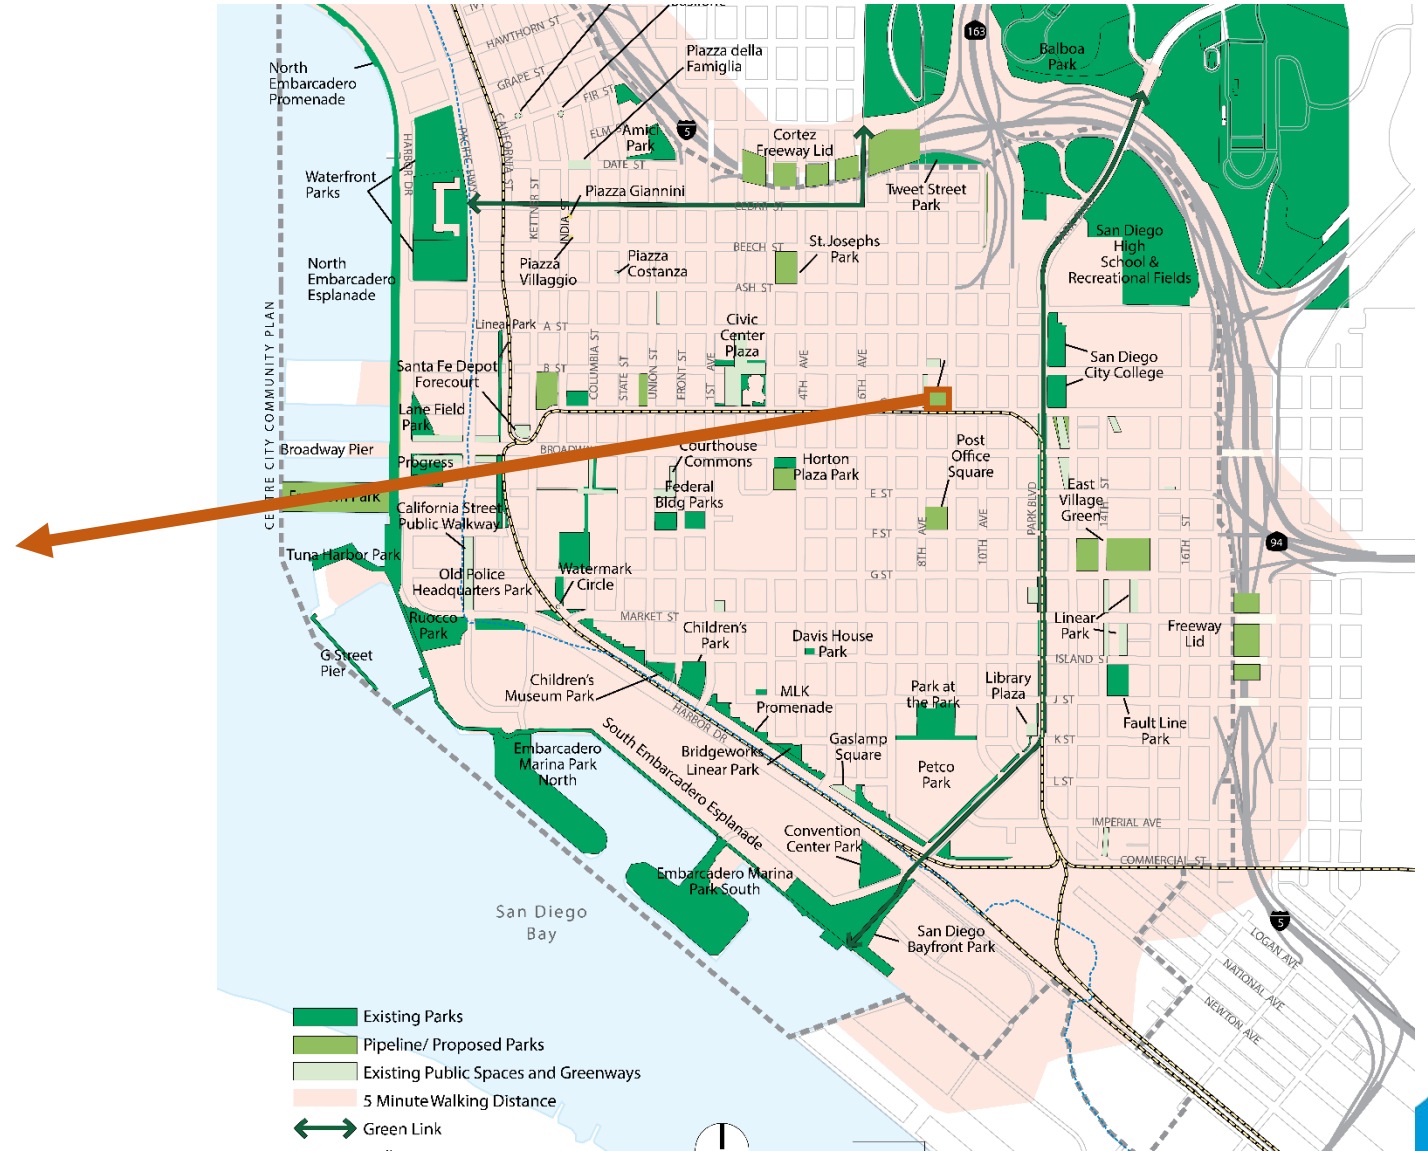 HAWTHORN ST
GRAPE ST
FIR ST
Piazza della
Famiglia
163
Balboa
Park
North
Embarcadero
Promenade
5
ELM
Amici
Park
Cortez
Freeway Lid
DATE ST
HARBOR DR
PACIFIC HWY
CALIFORNIA ST
Waterfront
Parks
KETTNER ST
INDIA ST
Piazza Giannini
CEDAR ST
Tweet Street
Park
BEECH ST
St. Josephs
Park
San Diego
High
School &
Recreational Fields
North
Embarcadero
Esplanade
Piazza
Villaggio
Piazza
Costanza
ASH ST
CENTRE CITY COMMUNITY PLAN
Linear Park
A ST
Civic
Center
Plaza
B ST
COLUMBIA ST
STATE ST
UNION ST
FRONT ST
1ST AVE
4TH AVE
6TH AVE
San Diego
City College
Santa Fe Depot
Forecourt
Lane Field
Park
Broadway Pier
BROADWAY
Progress
Courthouse
Commons
Horton
Plaza Park
Post
Office
Square
Federal
Bldg Parks
E ST
PARK BLVD
East
Village
Green
14TH ST
16TH ST
California Street
Public Walkway
F ST
8TH AVE
10TH AVE
94
Tuna Harbor Park
Old Police
Headquarters Park
Watermark
Circle
G ST
MARKET ST
Ruocco
Park
Children's
Park
Davis House
Park
Linear
Park
Freeway
Lid
G Street
Pier
ISLAND ST
Children's
Museum Park
MLK
Promenade
Park at
the Park
Library
Plaza
J ST
HARBOR DR
Fault Line
Park
South Embarcadero Esplanade
Embarcadero
Marina Park
North
Bridgeworks
Linear Park
Gaslamp
Square
Petco
Park
K ST
L ST
IMPERIAL AVE
Convention
Center Park
COMMERCIAL ST
Embarcadero Marina
Park South
San Diego
Bay
San Diego
Bayfront Park
5
LOGAN AVE
NATIONAL AVE
NEWTON AVE
Existing Parks
Pipeline/ Proposed Parks
Existing Public Spaces and Greenways
5 Minute Walking Distance
Green Link